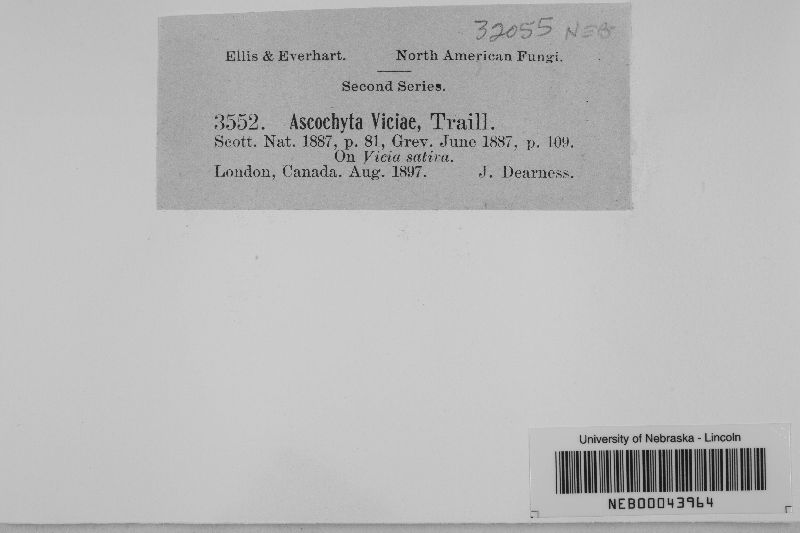 32055 NEB
Ellis & Everhart. North American Fungi.
Second Series.
3552. Ascochyta Viciae, Traill.
Scott. Nat. 1887, p. 81, Grev. June 1887, p. 109.
On Vicia sativa.
London, Canada. Aug. 1897. J. Dearness.
University of Nebraska - Lincoln
NEB00043964